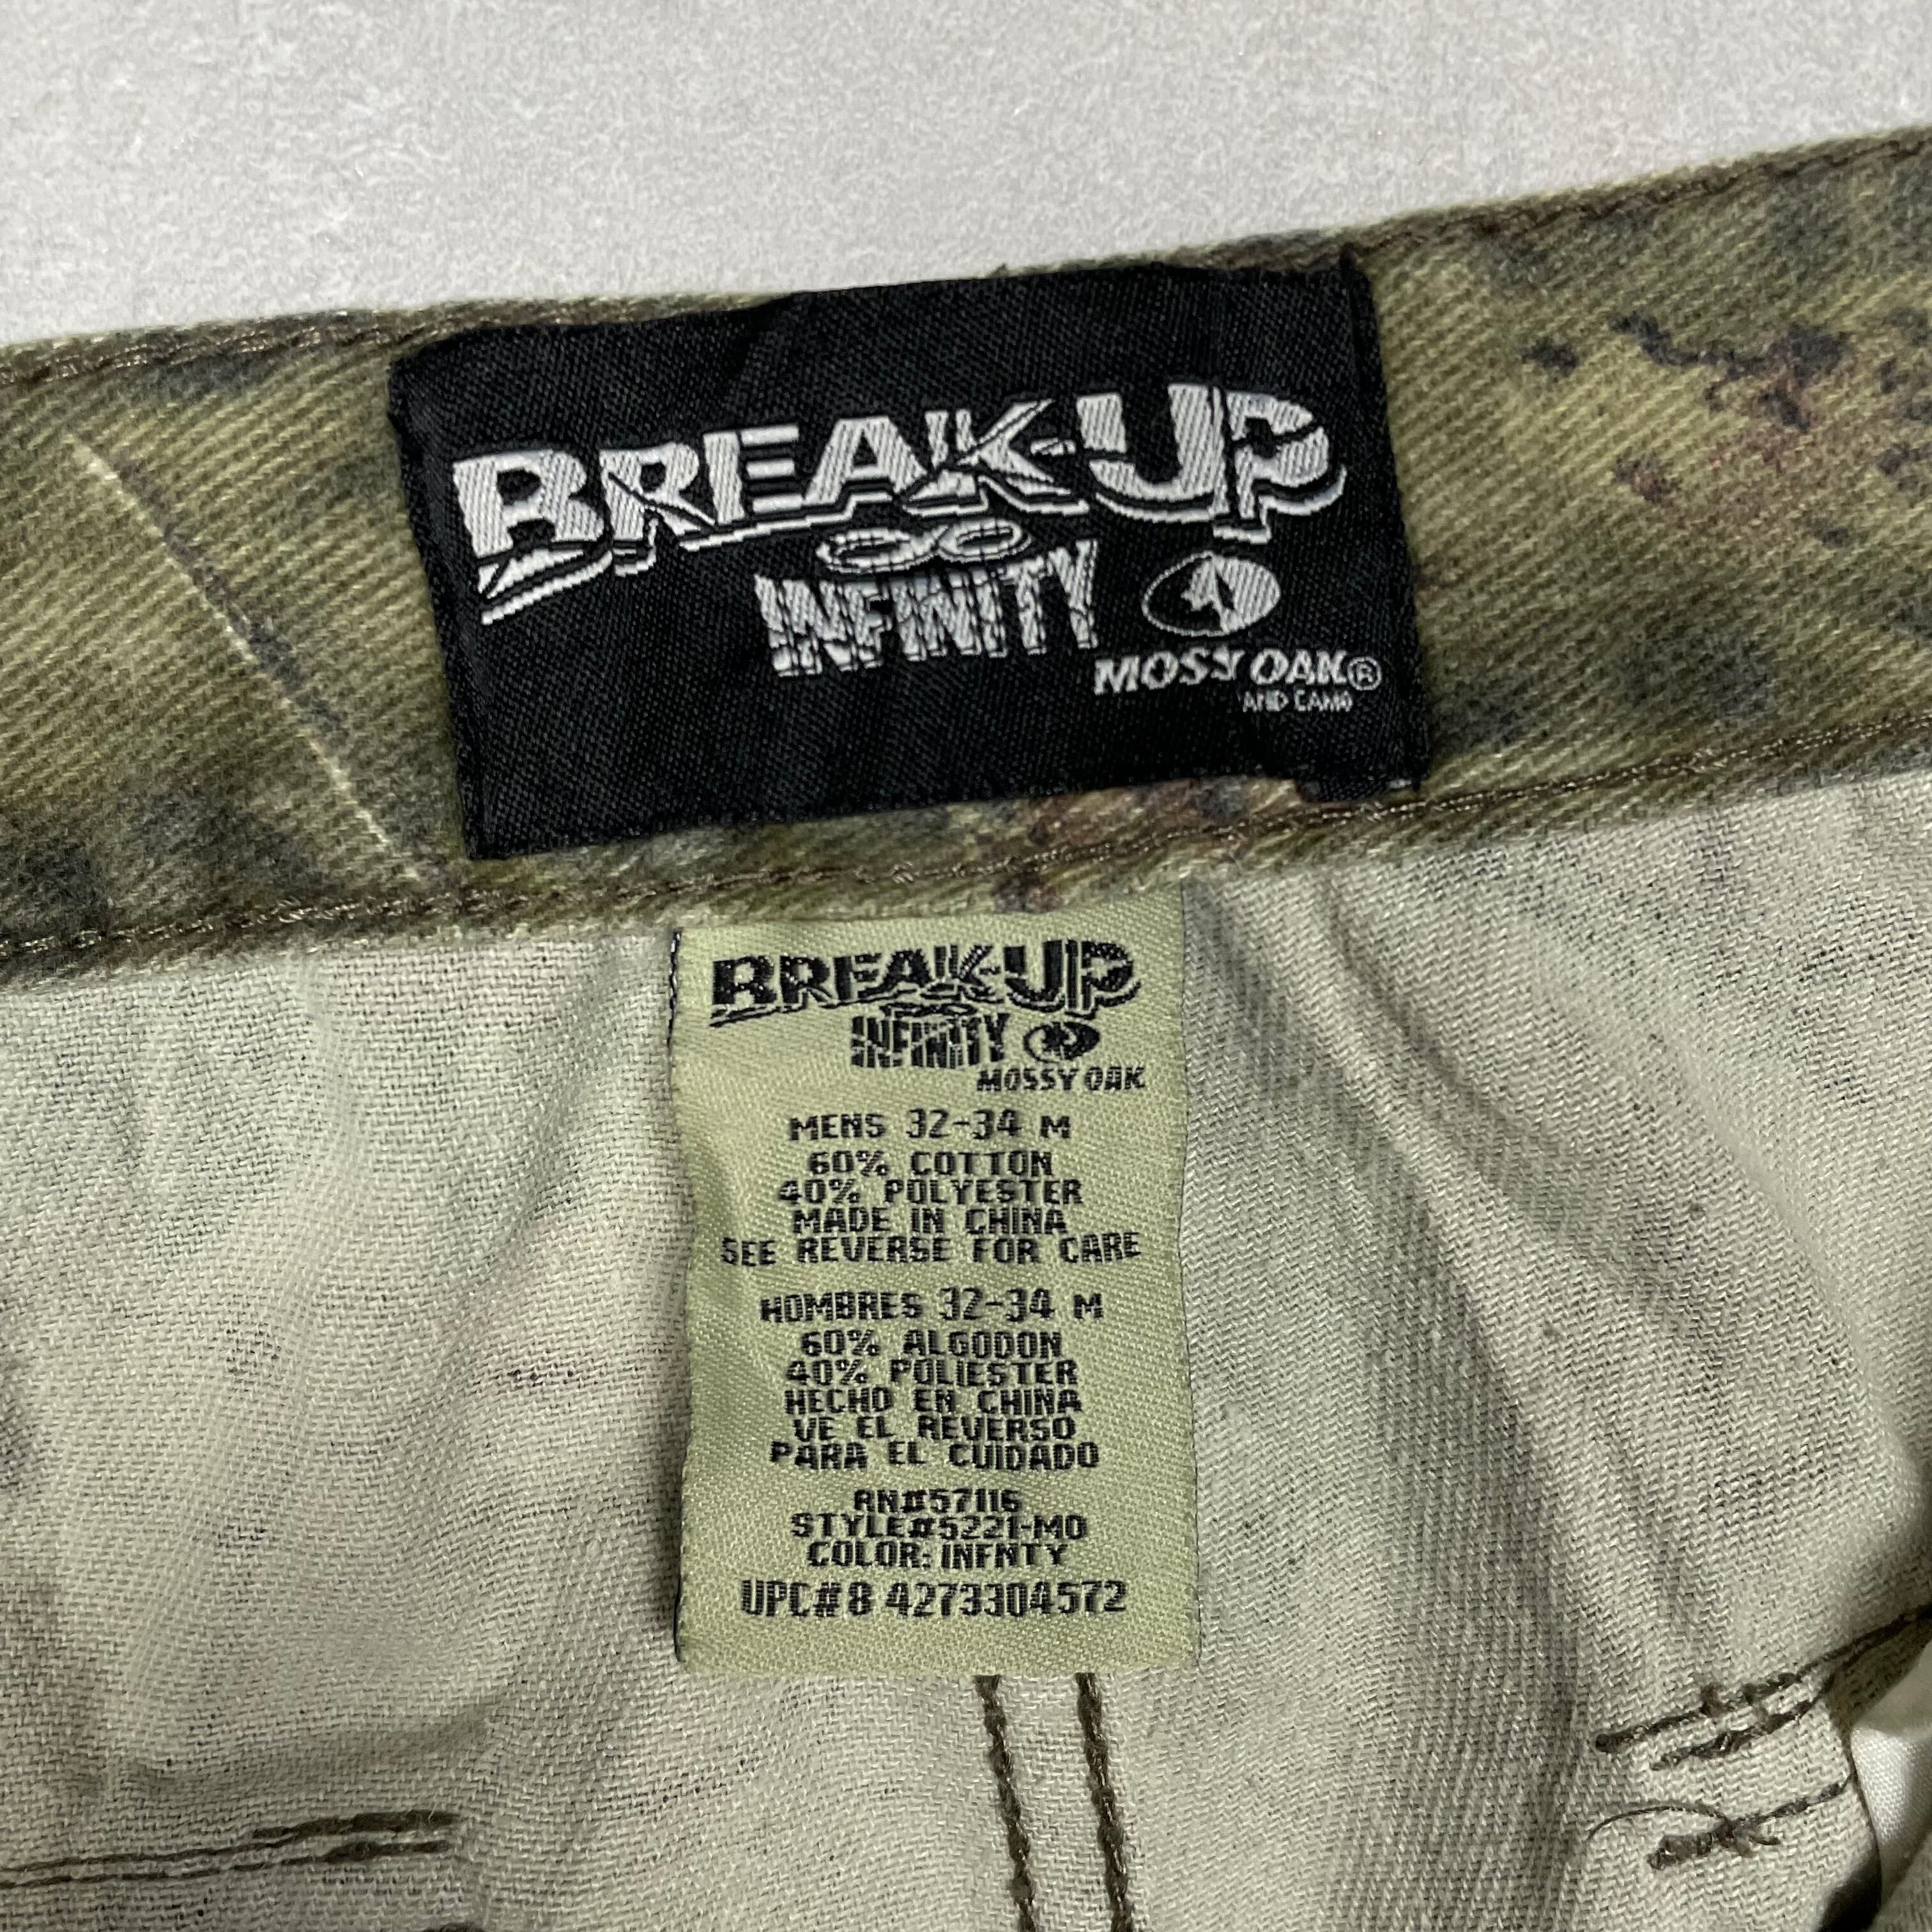 BREAK-UP
INFINITY
MOSSY OAK®
AND CAMO
BREAK-UP
INFINITY
MOSSY OAK
MENS 32-34 M
60% COTTON
40% POLYESTER
MADE IN CHINA
SEE REVERSE FOR CARE
HOMBRES 32-34 M
60% ALGODON
40% POLIESTER
HECHO EN CHINA
VE EL REVERSO
PARA EL CUIDADO
RN#57116
STYLE#5221-MO
COLOR: INFNTY
UPC# 8 4273304572